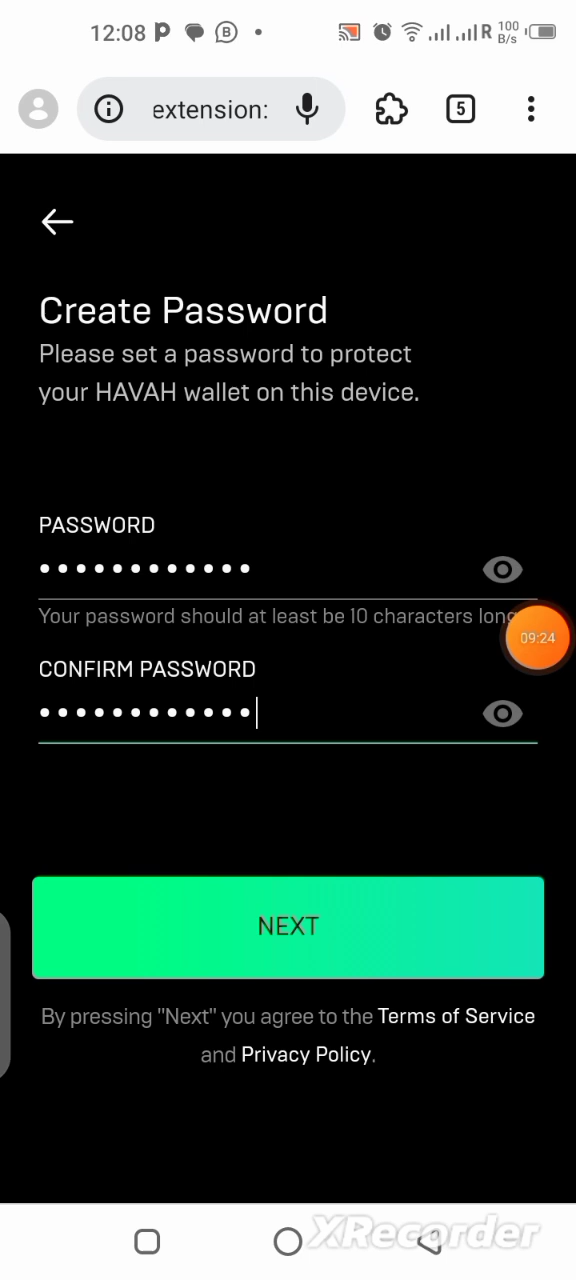 12:08
R
100
B/s
extension:
5
Create Password
Please set a password to protect
your HAVAH wallet on this device.
PASSWORD
Your password should at least be 10 characters long
09:24
CONFIRM PASSWORD
NEXT
By pressing "Next" you agree to the Terms of Service
and Privacy Policy.
XRecorder